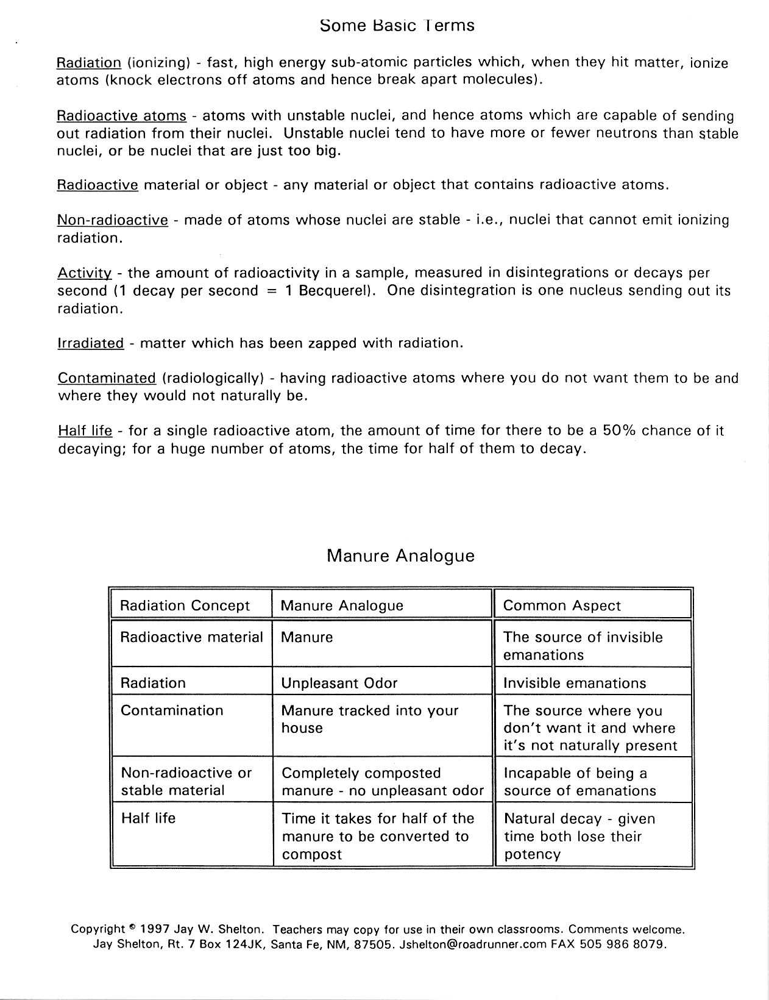 Some Basic Terms
Radiation (ionizing) - fast, high energy sub-atomic particles which, when they hit matter, ionize
atoms (knock electrons off atoms and hence break apart molecules).
Radioactive atoms - atoms with unstable nuclei, and hence atoms which are capable of sending
out radiation from their nuclei. Unstable nuclei tend to have more or fewer neutrons than stable
nuclei, or be nuclei that are just too big.
Radioactive material or object - any material or object that contains radioactive atoms.
Non-radioactive - made of atoms whose nuclei are stable - i.e., nuclei that cannot emit ionizing
radiation.
Activity - the amount of radioactivity in a sample, measured in disintegrations or decays per
second (1 decay per second = 1 Becquerel). One disintegration is one nucleus sending out its
radiation.
Irradiated - matter which has been zapped with radiation.
Contaminated (radiologically) - having radioactive atoms where you do not want them to be and
where they would not naturally be.
Half life - for a single radioactive atom, the amount of time for there to be a 50% chance of it
decaying; for a huge number of atoms, the time for half of them to decay.
Manure Analogue
Radiation Concept Manure Analogue Common Aspect
Radioactive material Manure The source of invisible
emanations
Radiation Unpleasant Odor Invisible emanations
Contamination Manure tracked into your The source where you
house don't want it and where
it's not naturally present
Non-radioactive or Completely composted Incapable of being a
stable material manure - no unpleasant odor source of emanations
Half life Time it takes for half of the Natural decay - given
manure to be converted to time both lose their
compost potency
Copyright © 1997 Jay W. Shelton. Teachers may copy for use in their own classrooms. Comments welcome.
Jay Shelton, Rt. 7 Box 124JK, Santa Fe, NM, 87505. Jshelton@roadrunner.com FAX 505 986 8079.